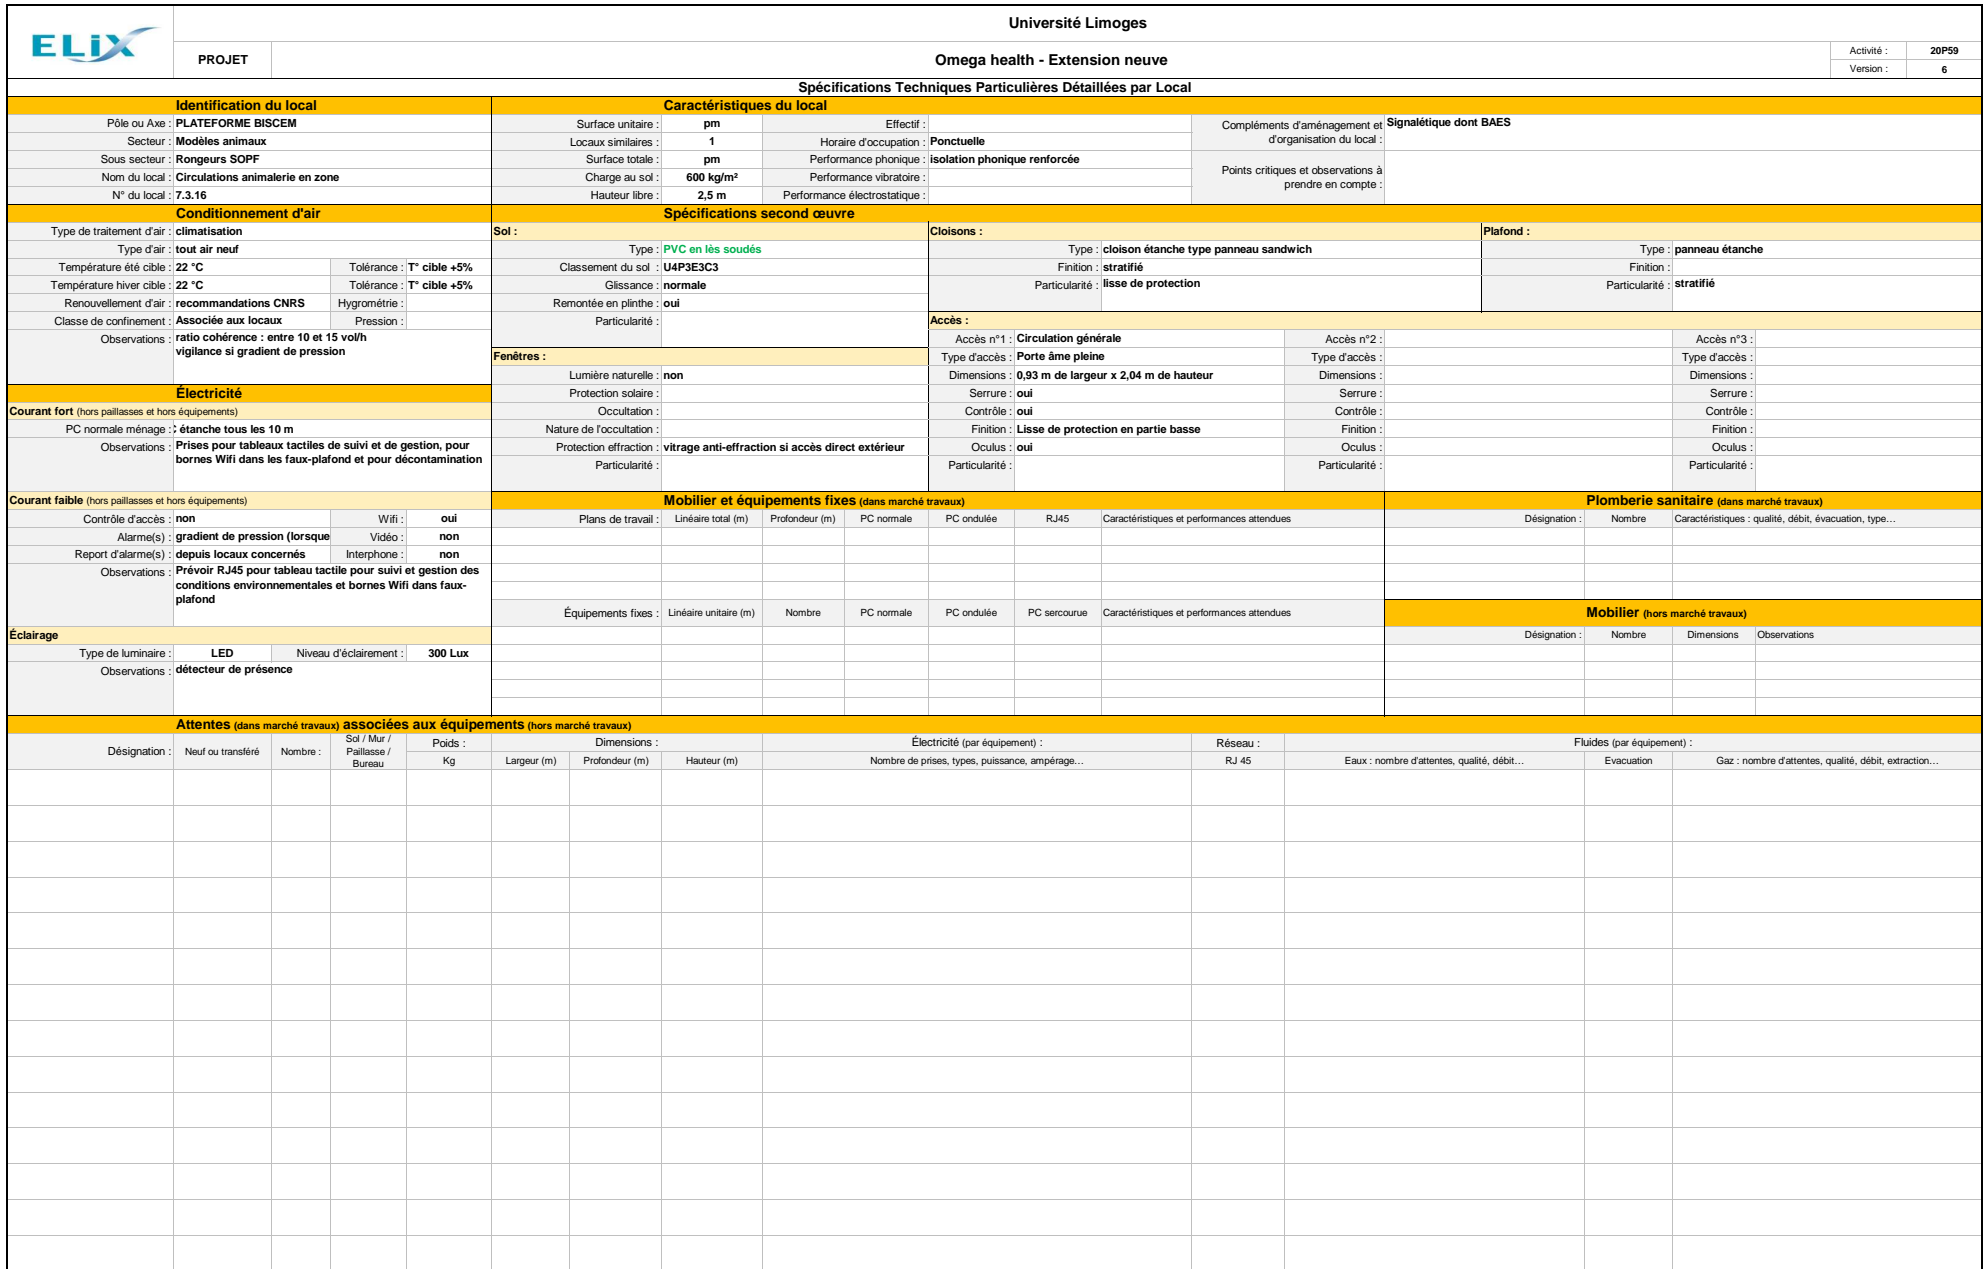 ELiX
Université Limoges
PROJET
Omega health - Extension neuve
Activité : 20P59
Version : 6
Spécifications Techniques Particulières Détaillées par Local
Identification du local
Pôle ou Axe : PLATEFORME BISCEM
Secteur : Modèles animaux
Sous secteur : Rongeurs SOPF
Nom du local : Circulations animalerie en zone
N° du local : 7.3.16
Caractéristiques du local
Surface unitaire : pm
Effectif :
Locaux similaires : 1
Horaire d'occupation : Ponctuelle
Surface totale : pm
Performance phonique : isolation phonique renforcée
Charge au sol : 600 kg/m²
Performance vibratoire :
Hauteur libre : 2,5 m
Performance électrostatique :
Compléments d'aménagement et
d'organisation du local :
Signalétique dont BAES
Points critiques et observations à
prendre en compte :
Conditionnement d'air
Type de traitement d'air : climatisation
Type d'air : tout air neuf
Température été cible : 22 °C Tolérance : T° cible +5%
Température hiver cible : 22 °C Tolérance : T° cible +5%
Renouvellement d'air : recommandations CNRS Hygrométrie :
Classe de confinement : Associée aux locaux Pression :
Observations : ratio cohérence : entre 10 et 15 vol/h
vigilance si gradient de pression
Spécifications second œuvre
Sol :
Type : PVC en lès soudés
Classement du sol : U4P3E3C3
Glissance : normale
Remontée en plinthe : oui
Particularité :
Cloisons :
Type : cloison étanche type panneau sandwich
Finition : stratifié
Particularité : lisse de protection
Plafond :
Type : panneau étanche
Finition :
Particularité : stratifié
Fenêtres :
Lumière naturelle : non
Protection solaire :
Occultation :
Nature de l'occultation :
Protection effraction : vitrage anti-effraction si accès direct extérieur
Particularité :
Accès :
Accès n°1 : Circulation générale
Type d'accès : Porte âme pleine
Dimensions : 0,93 m de largeur x 2,04 m de hauteur
Serrure : oui
Contrôle : oui
Finition : Lisse de protection en partie basse
Oculus : oui
Particularité :
Accès n°2 :
Type d'accès :
Dimensions :
Serrure :
Contrôle :
Finition :
Oculus :
Particularité :
Accès n°3 :
Type d'accès :
Dimensions :
Serrure :
Contrôle :
Finition :
Oculus :
Particularité :
Électricité
Courant fort (hors paillasses et hors équipements)
PC normale ménage : étanche tous les 10 m
Observations : Prises pour tableaux tactiles de suivi et de gestion, pour
bornes Wifi dans les faux-plafond et pour décontamination
Courant faible (hors paillasses et hors équipements)
Contrôle d'accès : non Wifi : oui
Alarme(s) : gradient de pression (lorsque Vidéo : non
Report d'alarme(s) : depuis locaux concernés Interphone : non
Observations : Prévoir RJ45 pour tableau tactile pour suivi et gestion des
conditions environnementales et bornes Wifi dans faux-
plafond
Éclairage
Type de luminaire : LED Niveau d'éclairement : 300 Lux
Observations : détecteur de présence
Mobilier et équipements fixes (dans marché travaux)
Plans de travail : Linéaire total (m) Profondeur (m) PC normale PC ondulée RJ45 Caractéristiques et performances attendues
Équipements fixes : Linéaire unitaire (m) Nombre PC normale PC ondulée PC sercourue Caractéristiques et performances attendues
Plomberie sanitaire (dans marché travaux)
Désignation : Nombre Caractéristiques : qualité, débit, évacuation, type…
Mobilier (hors marché travaux)
Désignation : Nombre Dimensions Observations
Attentes (dans marché travaux) associées aux équipements (hors marché travaux)
Désignation : Neuf ou transféré Nombre :
Sol / Mur /
Paillasse /
Bureau
Poids :
Kg
Dimensions :
Largeur (m) Profondeur (m) Hauteur (m)
Électricité (par équipement) :
Nombre de prises, types, puissance, ampérage…
Réseau :
RJ 45
Fluides (par équipement) :
Eaux : nombre d'attentes, qualité, débit… Evacuation Gaz : nombre d'attentes, qualité, débit, extraction…